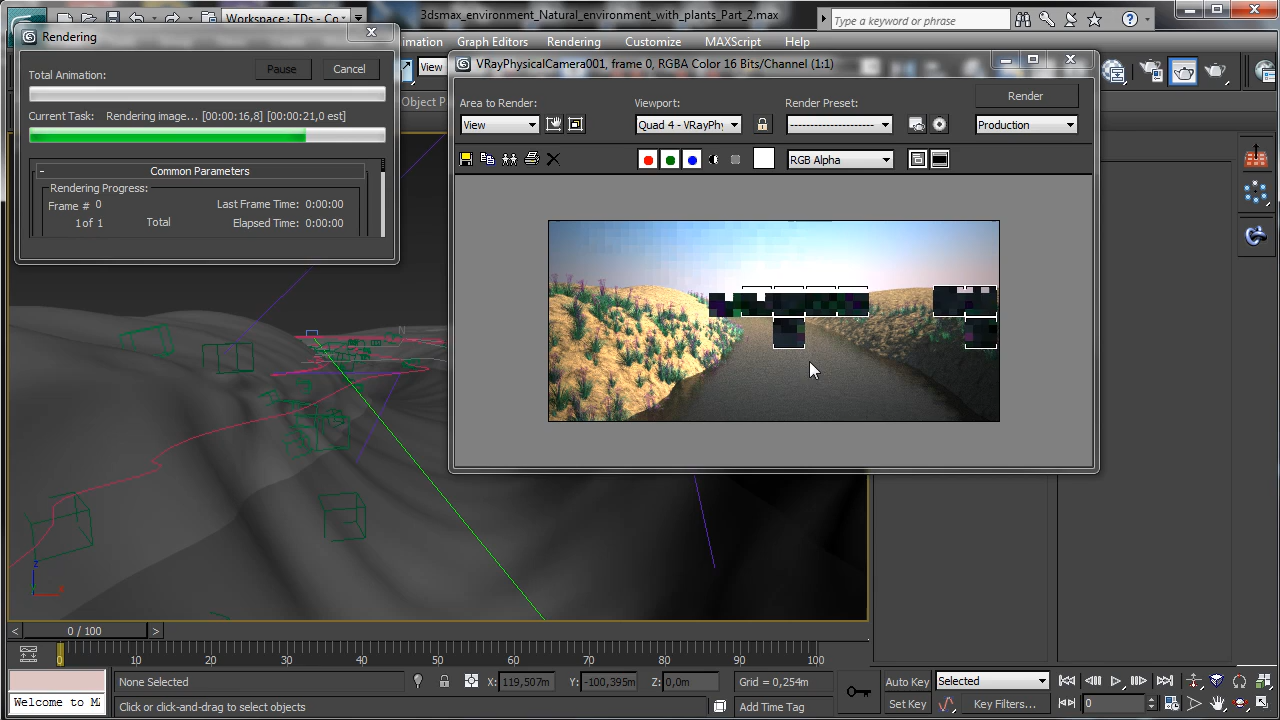 Workspace : TDs - Co
3dsmax_environment_Natural_environment_with_plants_Part_2.max
Type a keyword or phrase
Rendering
imation Graph Editors Rendering Customize MAXScript Help
View
Object P
Total Animation:
Pause
Cancel
Current Task: Rendering image... [00:00:16,8] [00:00:21,0 est]
- Common Parameters
Rendering Progress:
Frame # 0 Last Frame Time: 0:00:00
1 of 1 Total Elapsed Time: 0:00:00
VRayPhysicalCamera001, frame 0, RGBA Color 16 Bits/Channel (1:1)
Area to Render: Viewport: Render Preset: Render
View Quad 4 - VRayPhy -------------------- Production
RGB Alpha
N
z
0 / 100
0 10 20 30 40 50 60 70 80 90 100
None Selected X: 119,507m Y: -100,395m Z: 0,0m Grid = 0,254m Auto Key Selected
Welcome to M
Click or click-and-drag to select objects Add Time Tag Set Key Key Filters... 0